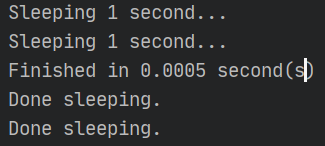 Sleeping 1 second...
Sleeping 1 second...
Finished in 0.0005 second(s)
Done sleeping.
Done sleeping.